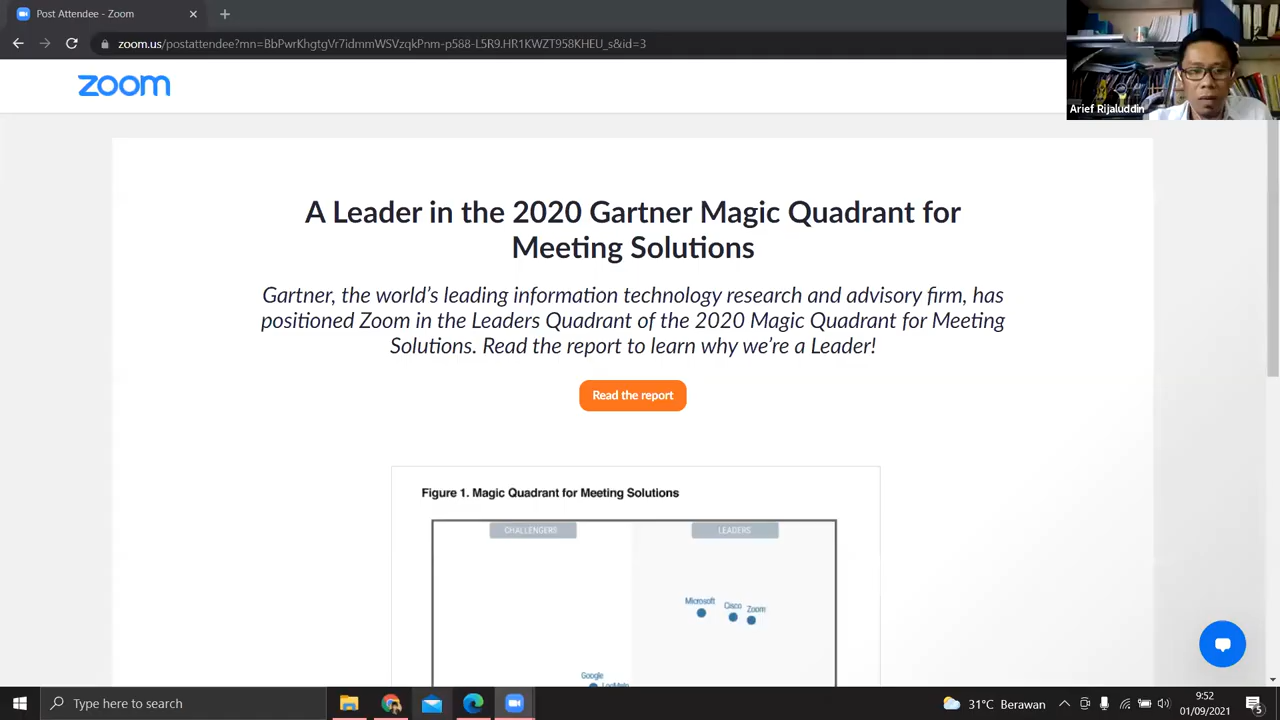 Post Attendee - Zoom
zoom.us/postattendee?mn=BbPwrKhgtgVr7idmmWSVzqkPnm-p588-L5R9.HR1KWZT958KHEU_s&id=3
zoom
Arief Rijaluddin
A Leader in the 2020 Gartner Magic Quadrant for
Meeting Solutions
Gartner, the world's leading information technology research and advisory firm, has
positioned Zoom in the Leaders Quadrant of the 2020 Magic Quadrant for Meeting
Solutions. Read the report to learn why we're a Leader!
Read the report
Figure 1. Magic Quadrant for Meeting Solutions
CHALLENGERS LEADERS
Microsoft Cisco Zoom
Google
LogMeIn
Type here to search
31°C Berawan
9:52
01/09/2021
5